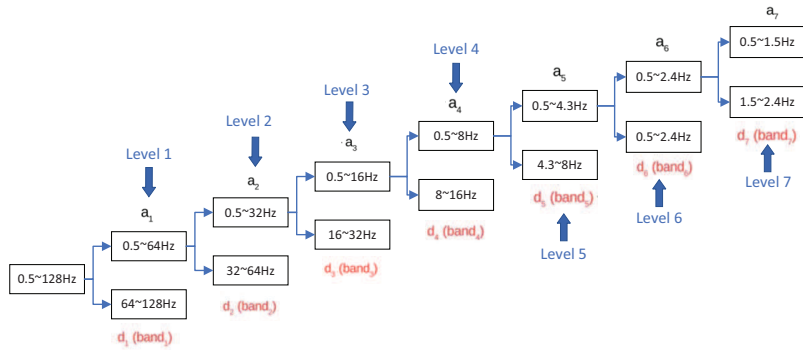 a₇
0.5~1.5Hz
1.5~2.4Hz
d₇ (band₇)
Level 7
a₆
0.5~2.4Hz
0.5~2.4Hz
d₆ (band₆)
Level 6
a₅
0.5~4.3Hz
4.3~8Hz
d₅ (band₅)
Level 5
Level 4
a₄
0.5~8Hz
8~16Hz
d₄ (band₄)
Level 3
a₃
0.5~16Hz
16~32Hz
d₃ (band₃)
Level 2
a₂
0.5~32Hz
32~64Hz
d₂ (band₂)
Level 1
a₁
0.5~64Hz
64~128Hz
d₁ (band₁)
0.5~128Hz